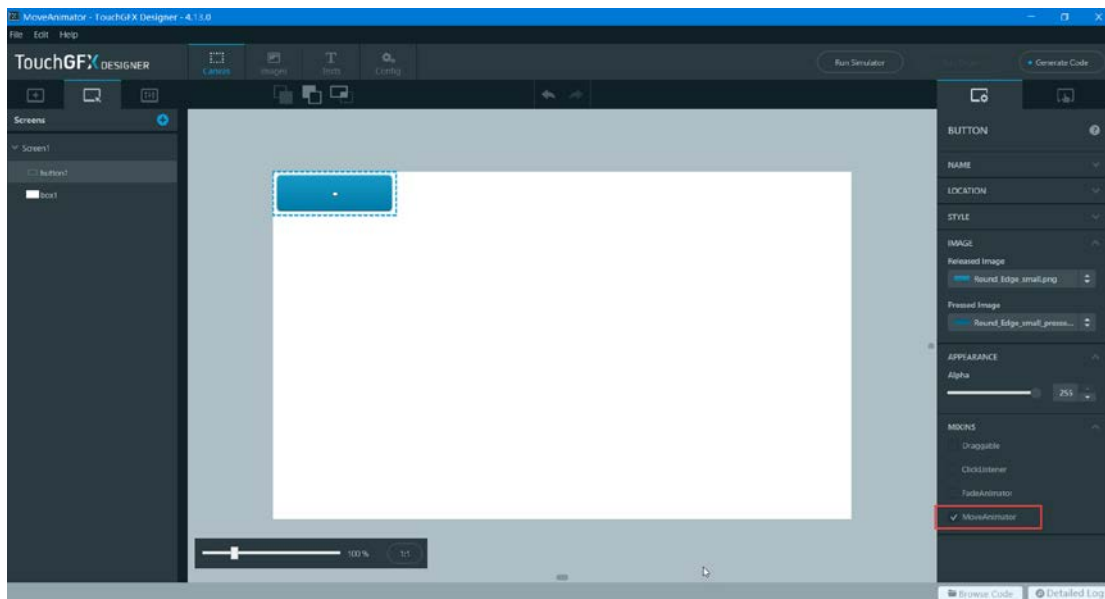 MoveAnimator - TouchGFX Designer - 4.13.0
File Edit Help
TouchGFX DESIGNER
Canvas
Images
Texts
Config
Run Simulator
Generate Code
Screens
BUTTON
Screen1
NAME
button1
LOCATION
box1
STYLE
IMAGE
Released Image
Round_Edge_small.png
Pressed Image
Round_Edge_small_presse...
APPEARANCE
Alpha
255
MIXINS
Draggable
ClickListener
FadeAnimator
MoveAnimator
100 %
1:1
Browse Code
Detailed Log